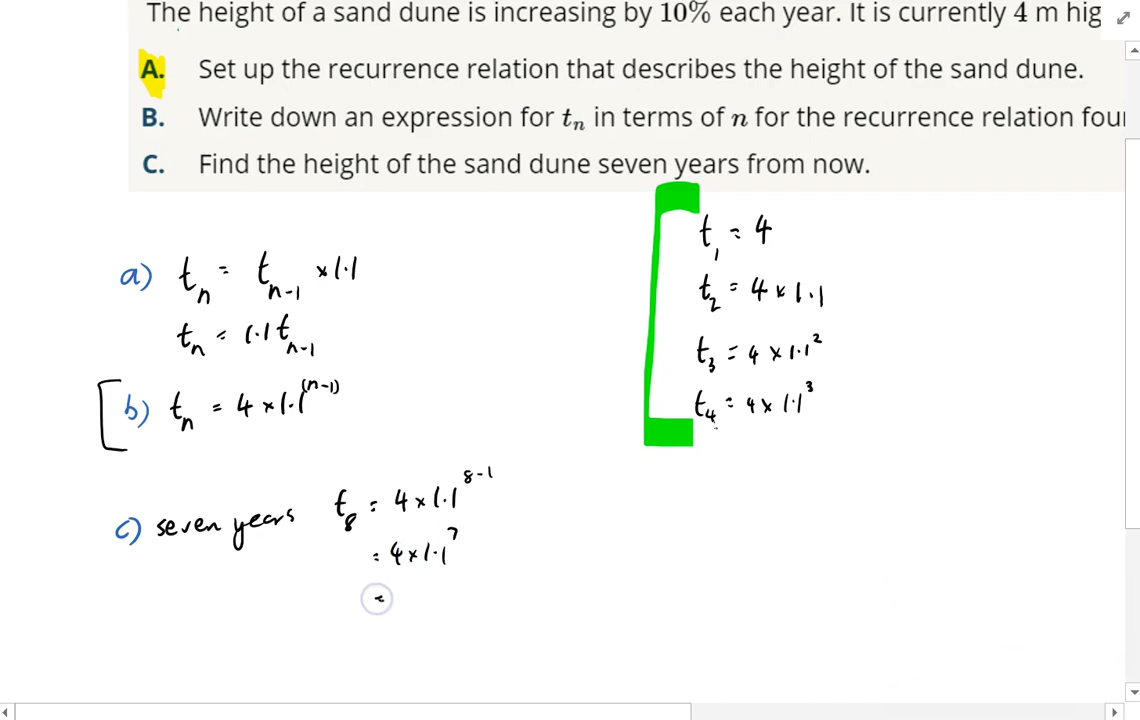 The height of a sand dune is increasing by 10% each year. It is currently 4 m hig
A. Set up the recurrence relation that describes the height of the sand dune.
B. Write down an expression for tₙ in terms of n for the recurrence relation four
C. Find the height of the sand dune seven years from now.
a) tₙ = tₙ₋₁ × 1.1
tₙ = 1.1tₙ₋₁
b) tₙ = 4 × 1.1⁽ⁿ⁻¹⁾
c) seven years t₈ = 4 × 1.1⁸⁻¹
= 4 × 1.1⁷
=
t₁ = 4
t₂ = 4 × 1.1
t₃ = 4 × 1.1²
t₄ = 4 × 1.1³